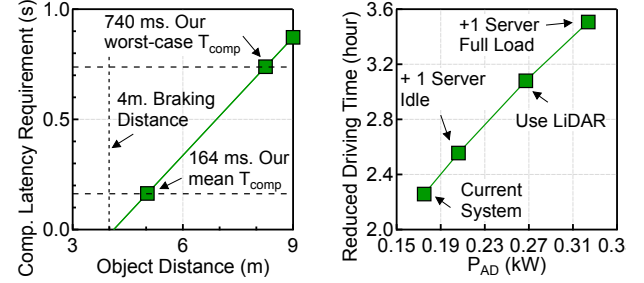 Comp. Latency Requirement (s)
1.0
0.5
0.0
740 ms. Our
worst-case Tcomp
4m. Braking
Distance
164 ms. Our
mean Tcomp
3
6
9
Object Distance (m)
Reduced Driving Time (hour)
3.6
3.2
2.8
2.4
2.0
+1 Server
Full Load
+ 1 Server
Idle
Use LiDAR
Current
System
0.15
0.19
0.23
0.27
0.31
0.3
PAD (kW)